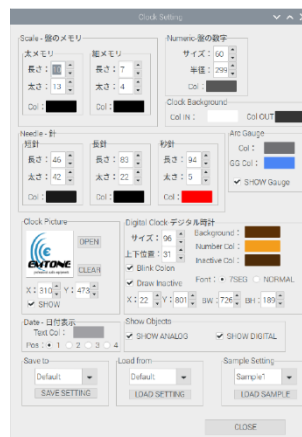 Clock Setting
Scale - 盤のメモリ
太メモリ
細メモリ
長さ: 長さ: 7
太さ: 13 太さ: 4
Col : Col :
Numeric-盤の数字
サイズ: 60
半径: 299
Col :
Clock Background
Col IN : Col OUT
Needle - 針
短針 長針 秒針
長さ: 46 長さ: 83 長さ: 94
太さ: 42 太さ: 22 太さ: 5
Col : Col : Col :
Arc Gauge
Col :
GG Col :
SHOW Gauge
Clock Picture
OPEN
CLEAR
X: 310 Y: 473
SHOW
Digital Clock デジタル時計
サイズ: 96
上下位置: 31
Blink Colon
Draw Inactive
Background :
Number Col :
Inactive Col :
Font: 7SEG NORMAL
X: 22 Y: 801 BW: 726 BH: 189
Date - 日付表示
Text Col :
Pos : 1 2 3 4
Show Objects
SHOW ANALOG SHOW DIGITAL
Save to
Default
SAVE SETTING
Load from
Default
LOAD SETTING
Sample Setting
Sample1
LOAD SAMPLE
CLOSE